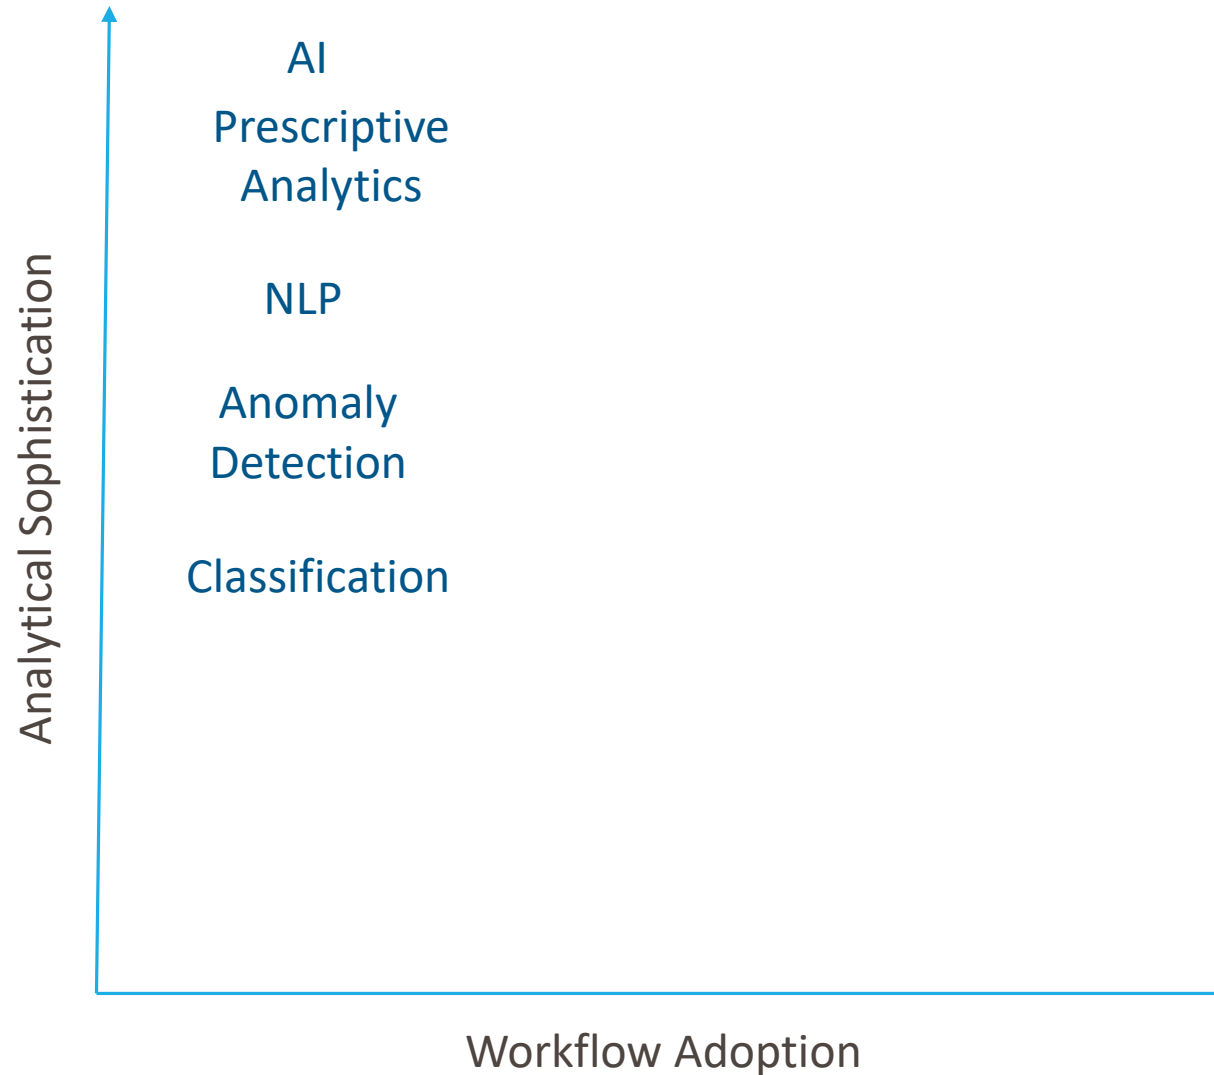 AI
Prescriptive
Analytics
NLP
Anomaly
Detection
Classification
Analytical Sophistication
Workflow Adoption